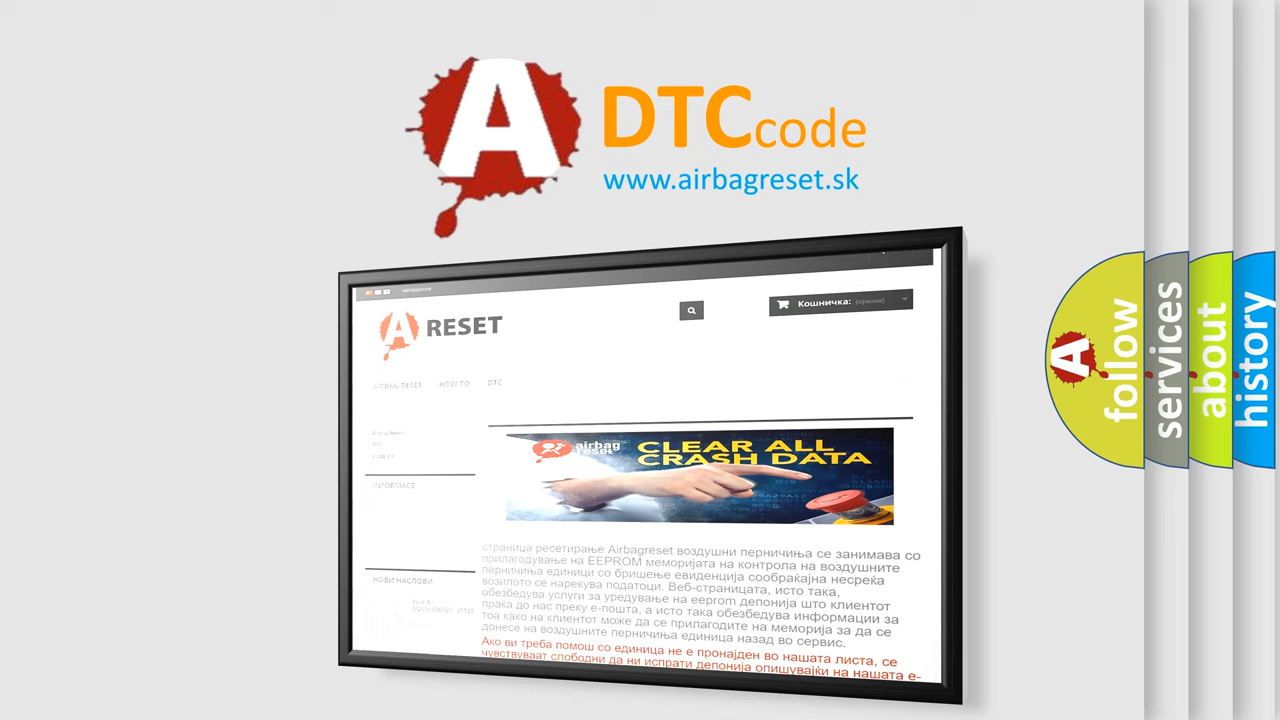 A DTC code
www.airbagreset.sk
Кошничка: (празна)
A RESET
AIRBAG RESET HOW TO DTC
airbag reset CLEAR ALL CRASH DATA
INFORMACE
страница ресетирање Airbagreset воздушни перничиња се занимава со
прилагодување на EEPROM меморијата на контрола на воздушните
перничиња единици со бришење евиденција сообраќајна несреќа
возилото се нарекува податоци. Веб-страницата, исто така,
обезбедува услуги за уредување на eeprom депонија што клиентот
праќа до нас преку е-пошта, а исто така обезбедува информации за
тоа како на клиентот може да се прилагодите на меморија за да се
донесе на воздушните перничиња единица назад во сервис.
Ако ви треба помош со единица не е пронајден во нашата листа, се
чувствуваат слободни да ни испрати депонија опишувајќи на нашата е-
НОВИ НАСЛОВИ
A follow
services
about
history